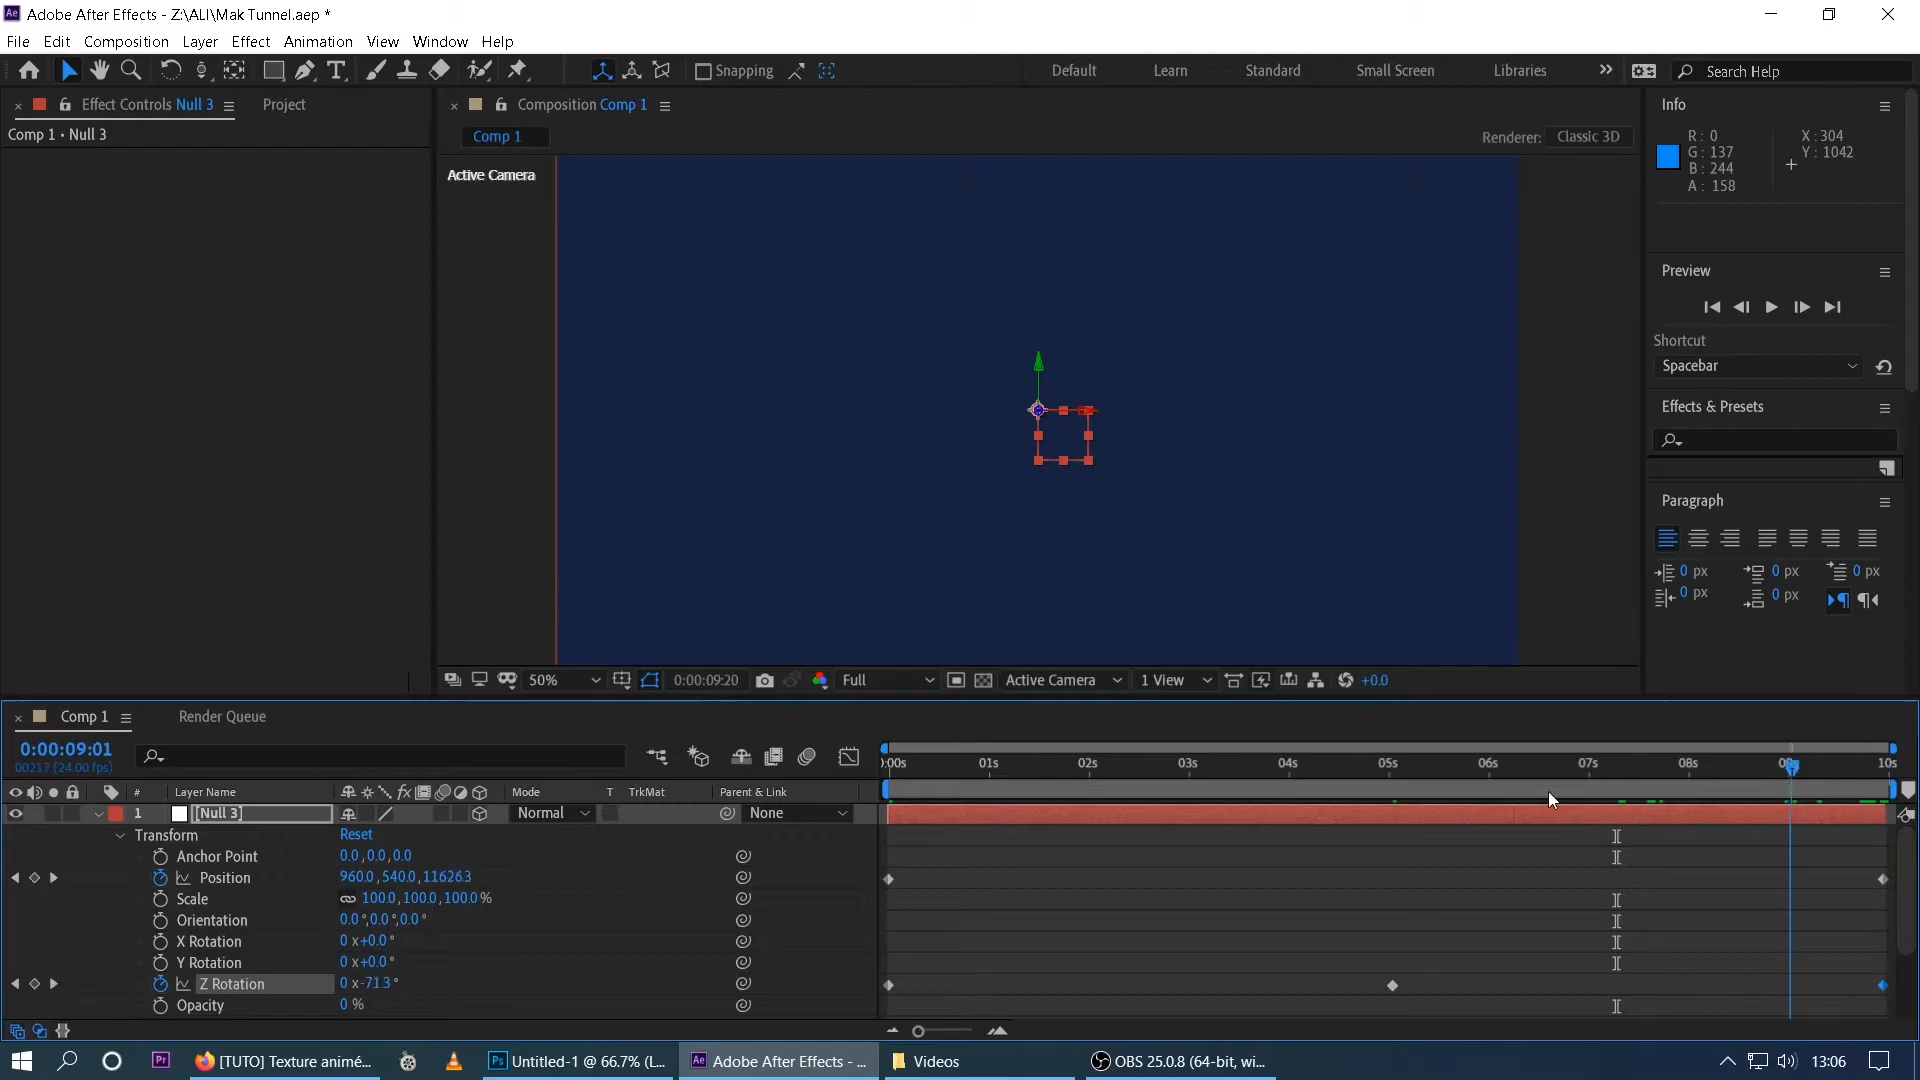 Adobe After Effects - Z:\ALI\Mak Tunnel.aep *
File Edit Composition Layer Effect Animation View Window Help
Snapping
Default Learn Standard Small Screen Libraries
Search Help
Effect Controls Null 3
Project
Comp 1 • Null 3
Composition Comp 1
Comp 1
Renderer: Classic 3D
Active Camera
Info
R: 0
G: 137
B: 244
A: 158
X: 304
Y: 1042
Preview
Shortcut
Spacebar
Effects & Presets
Paragraph
0 px 0 px 0 px
0 px 0 px
50% 0:00:09:20 Full Active Camera 1 View +0.0
Comp 1
Render Queue
0:00:09:01
00217 (24.00 fps)
01s 02s 03s 04s 05s 06s 07s 08s 10s
# Layer Name Mode T TrkMat Parent & Link
1 [Null 3] Normal None
Transform Reset
Anchor Point 0.0,0.0,0.0
Position 960.0,540.0,11626.3
Scale 100.0,100.0,100.0%
Orientation 0.0°,0.0°,0.0°
X Rotation 0x+0.0°
Y Rotation 0x+0.0°
Z Rotation 0x-71.3°
Opacity 0%
[TUTO] Texture animé...
Untitled-1 @ 66.7% (L...
Adobe After Effects - ...
Videos
OBS 25.0.8 (64-bit, wi...
13:06